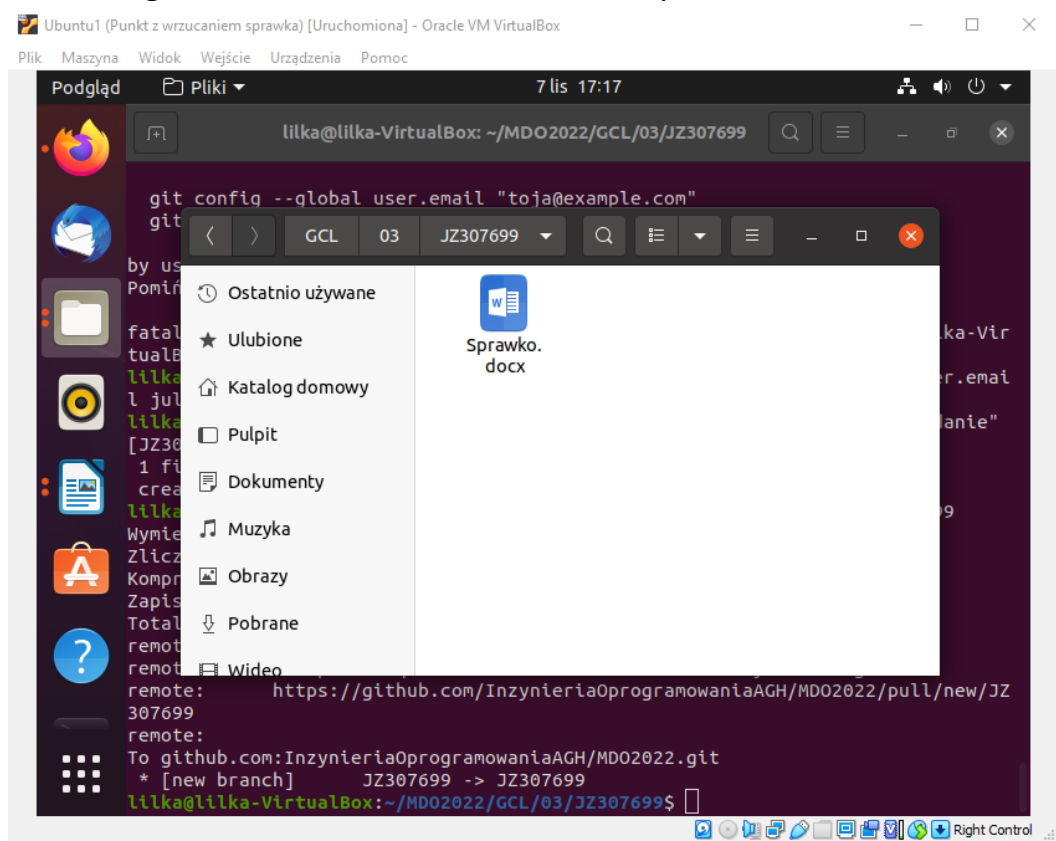 Ubuntu1 (Punkt z wrzucaniem sprawka) [Uruchomiona] - Oracle VM VirtualBox
Plik Maszyna Widok Wejście Urządzenia Pomoc
Podgląd Pliki 7 lis 17:17
lilka@lilka-VirtualBox: ~/MDO2022/GCL/03/JZ307699
git config --global user.email "toja@example.com"
git
GCL 03 JZ307699
by us
Pomiń
Ostatnio używane
fatal ka-Vir
tualB
Ulubione
Sprawko.
docx
lilka er.emai
l jul
Katalog domowy
lilka danie"
[JZ30
Pulpit
1 fi
crea
Dokumenty
lilka 99
Wymie
Muzyka
Zlicz
Kompr
Obrazy
Zapis
Total
Pobrane
remot
remot
Wideo
remote: https://github.com/InzynieriaOprogramowaniaAGH/MDO2022/pull/new/JZ
307699
remote:
To github.com:InzynieriaOprogramowaniaAGH/MDO2022.git
* [new branch] JZ307699 -> JZ307699
lilka@lilka-VirtualBox:~/MDO2022/GCL/03/JZ307699$
Right Control